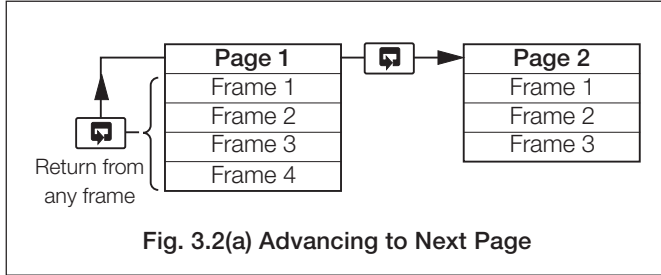 Page 1
Frame 1
Frame 2
Frame 3
Frame 4
Return from
any frame
Page 2
Frame 1
Frame 2
Frame 3
Fig. 3.2(a) Advancing to Next Page